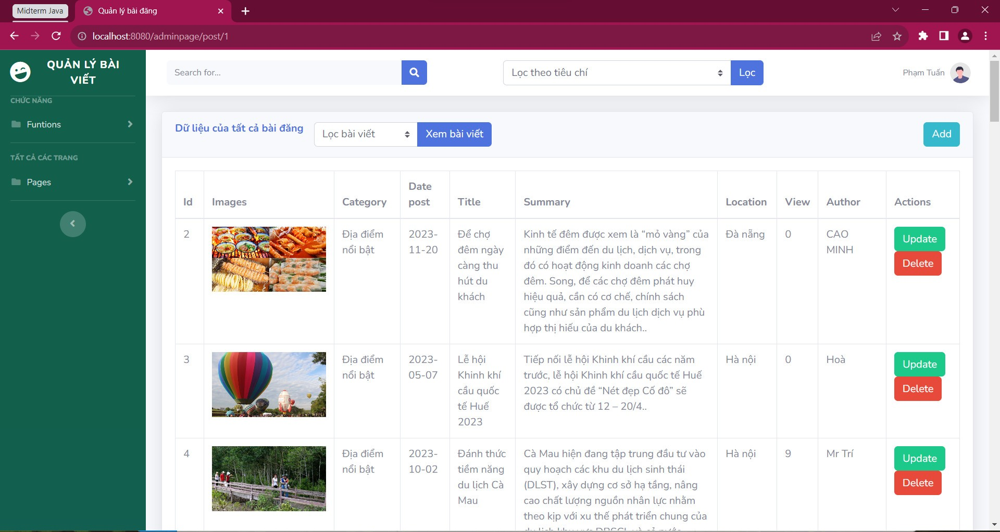 Midterm Java
Quản lý bài đăng
localhost:8080/adminpage/post/1
QUẢN LÝ BÀI
VIẾT
CHỨC NĂNG
Funtions
TẤT CẢ CÁC TRANG
Pages
Search for...
Lọc theo tiêu chí
Lọc
Phạm Tuấn
Dữ liệu của tất cả bài đăng
Lọc bài viết
Xem bài viết
Add
Id
Images
Category
Date
post
Title
Summary
Location
View
Author
Actions
2
Địa điểm
nổi bật
2023-
11-20
Để chợ
đêm ngày
càng thu
hút du
khách
Kinh tế đêm được xem là “mỏ vàng” của
những điểm đến du lịch, dịch vụ, trong
đó có hoạt động kinh doanh các chợ
đêm. Song, để các chợ đêm phát huy
hiệu quả, cần có cơ chế, chính sách
cũng như sản phẩm du lịch dịch vụ phù
hợp thị hiếu của du khách..
Đà nẵng
0
CAO
MINH
Update
Delete
3
Địa điểm
nổi bật
2023-
05-07
Lễ hội
Khinh khí
cầu quốc
tế Huế
2023
Tiếp nối lễ hội Khinh khí cầu các năm
trước, lễ hội Khinh khí cầu quốc tế Huế
2023 có chủ đề “Nét đẹp Cố đô” sẽ
được tổ chức từ 12 – 20/4..
Hà nội
0
Hoà
Update
Delete
4
Địa điểm
nổi bật
2023-
10-02
Đánh thức
tiềm năng
du lịch Cà
Mau
Cà Mau hiện đang tập trung đầu tư vào
quy hoạch các khu du lịch sinh thái
(DLST), xây dựng cơ sở hạ tầng, nâng
cao chất lượng nguồn nhân lực nhằm
theo kịp với xu thế phát triển chung của
Hà nội
9
Mr Trí
Update
Delete